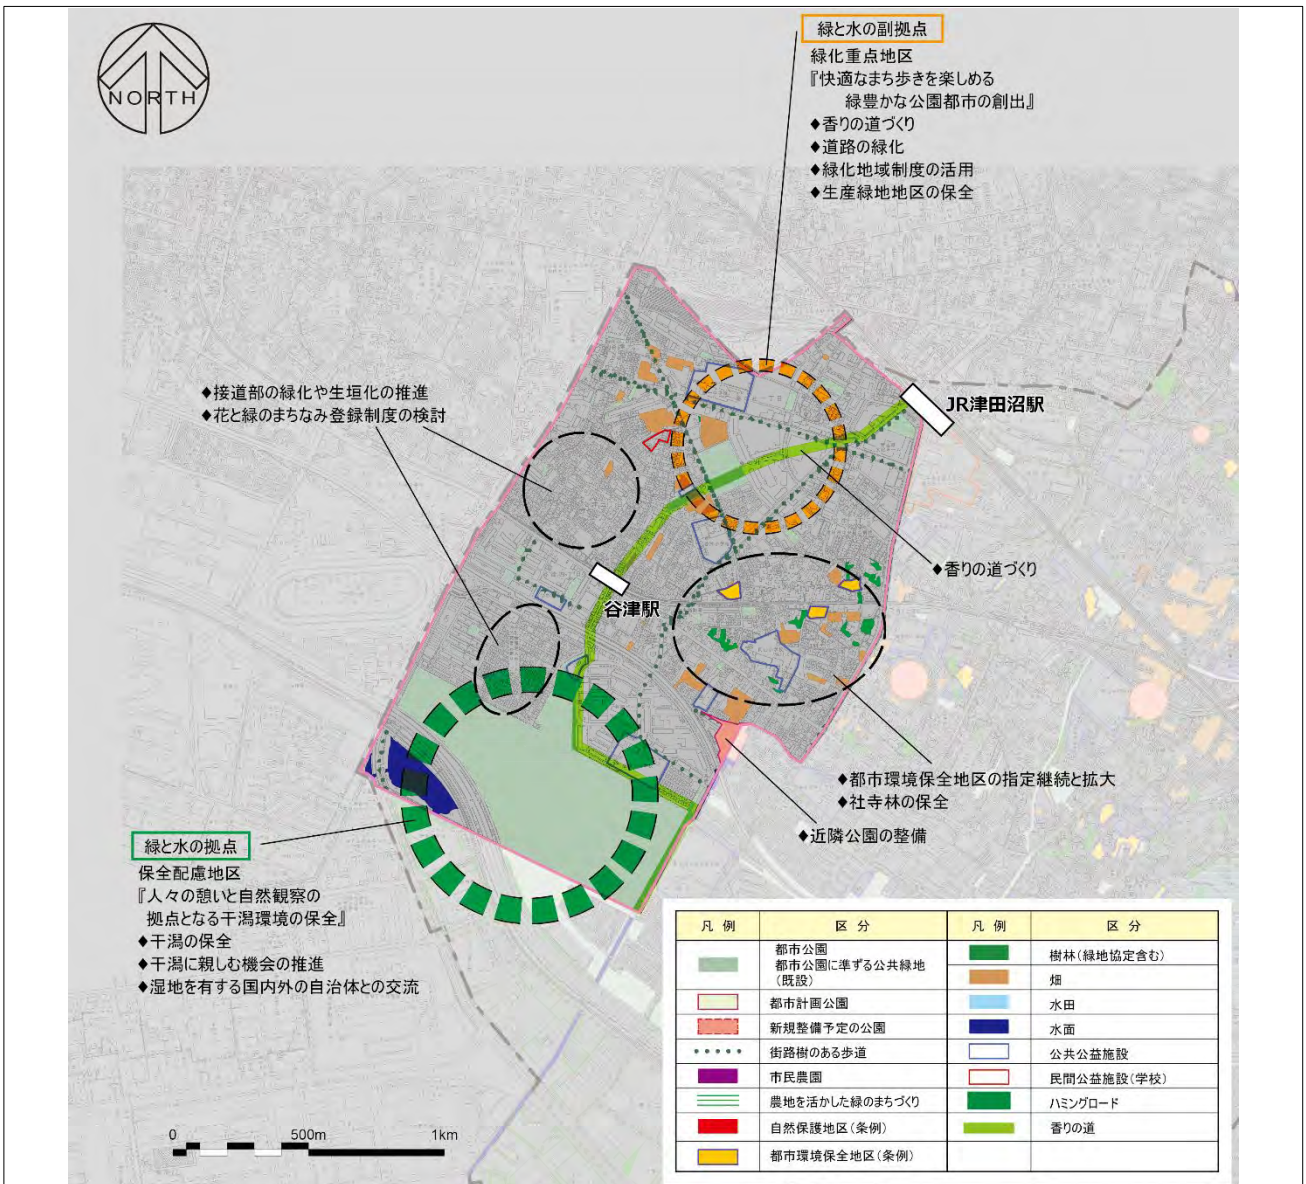 NORTH
緑と水の副拠点
緑化重点地区
『快適なまち歩きを楽しめる
緑豊かな公園都市の創出』
◆香りの道づくり
◆道路の緑化
◆緑化地域制度の活用
◆生産緑地地区の保全
◆接道部の緑化や生垣化の推進
◆花と緑のまちなみ登録制度の検討
JR津田沼駅
◆香りの道づくり
谷津駅
◆都市環境保全地区の指定継続と拡大
◆社寺林の保全
◆近隣公園の整備
緑と水の拠点
保全配慮地区
『人々の憩いと自然観察の
拠点となる干潟環境の保全』
◆干潟の保全
◆干潟に親しむ機会の推進
◆湿地を有する国内外の自治体との交流
凡 例 区 分 凡 例 区 分
都市公園
都市公園に準ずる公共緑地
(既設)
樹林(緑地協定含む)
畑
都市計画公園 水田
新規整備予定の公園 水面
街路樹のある歩道 公共公益施設
市民農園 民間公益施設(学校)
農地を活かした緑のまちづくり ハミングロード
自然保護地区(条例) 香りの道
都市環境保全地区(条例)
0 500m 1km